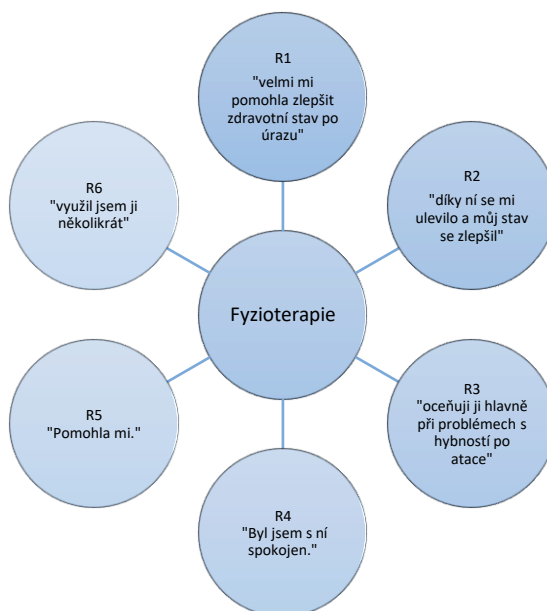 R1
"velmi mi
pomohla zlepšit
zdravotní stav po
úrazu"
R2
"díky ní se mi
ulevilo a můj stav
se zlepšil"
R3
"oceňuji ji hlavně
při problémech s
hybností po
atace"
R4
"Byl jsem s ní
spokojen."
R5
"Pomohla mi."
R6
"využil jsem ji
několikrát"
Fyzioterapie